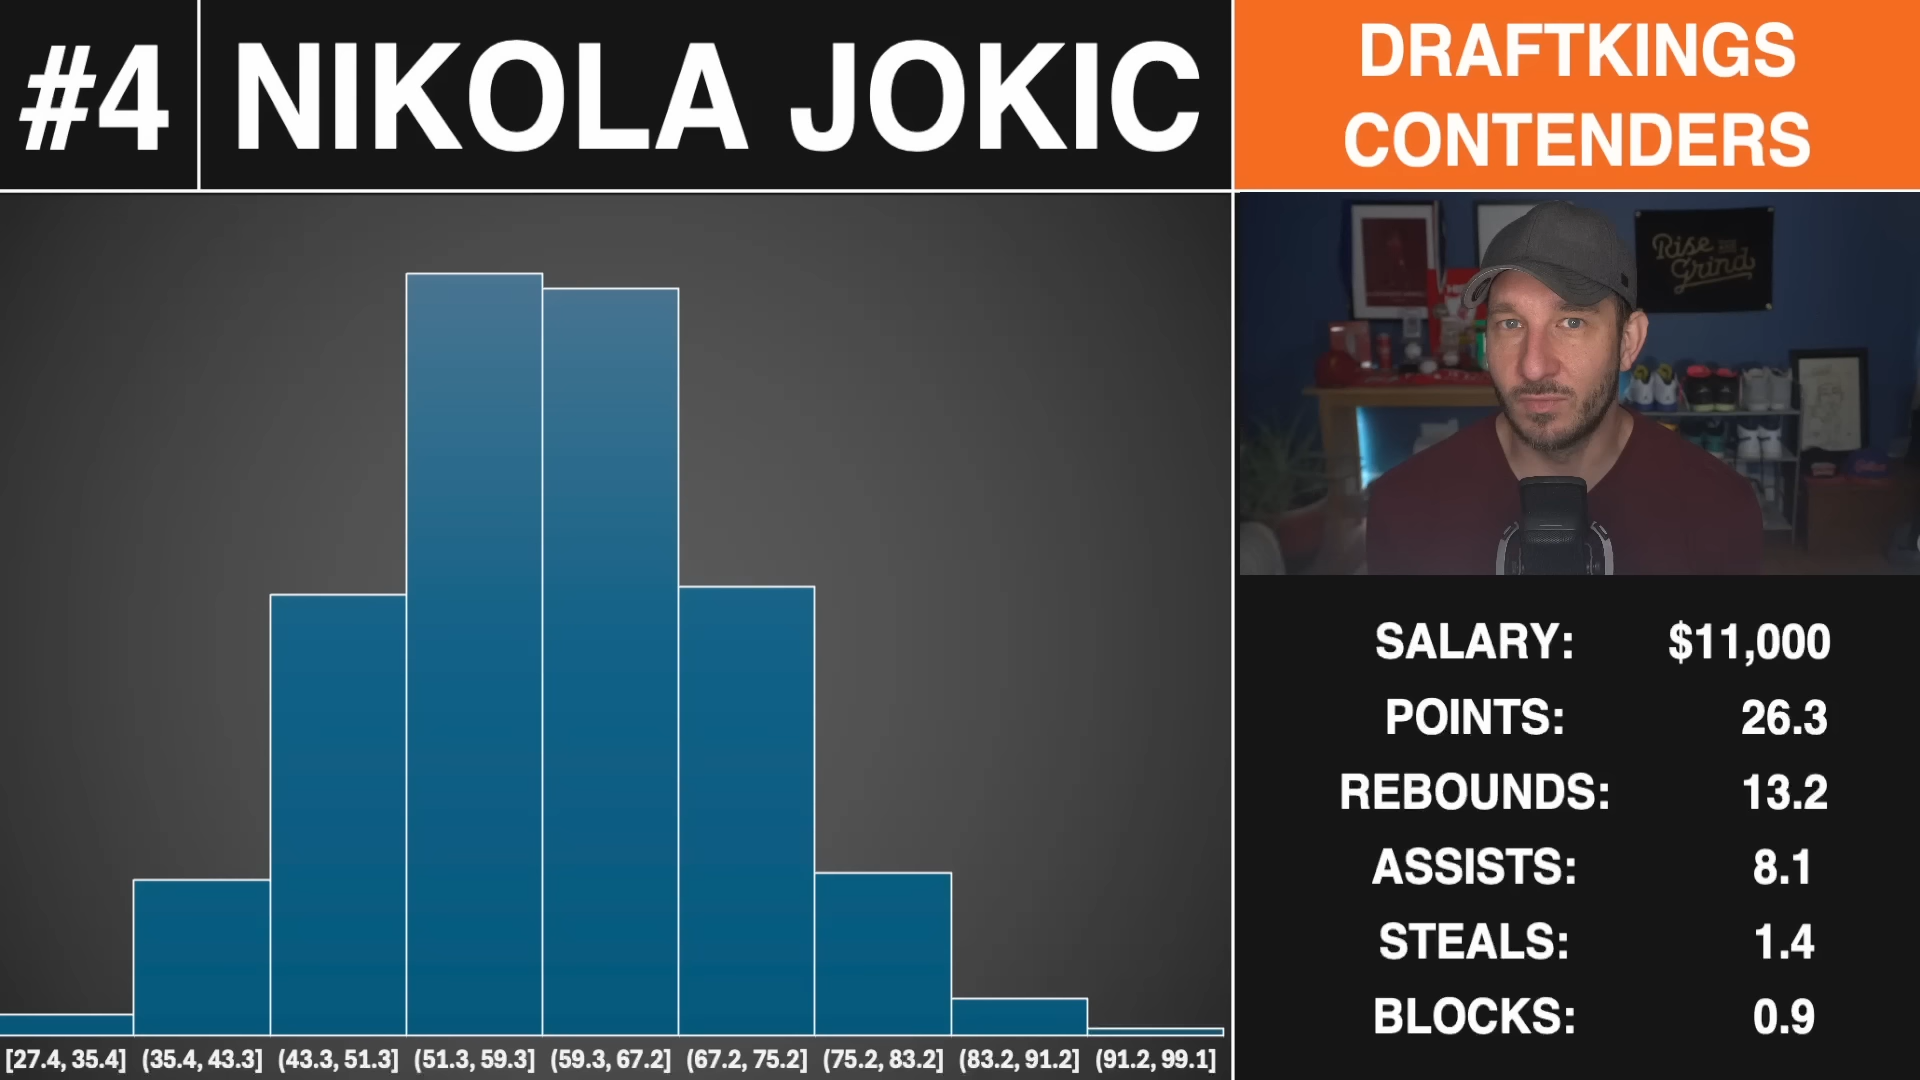 #4
NIKOLA JOKIC
DRAFTKINGS
CONTENDERS
Rise
Grind
SALARY: $11,000
POINTS: 26.3
REBOUNDS: 13.2
ASSISTS: 8.1
STEALS: 1.4
BLOCKS: 0.9
[27.4, 35.4] (35.4, 43.3] (43.3, 51.3] (51.3, 59.3] (59.3, 67.2] (67.2, 75.2] (75.2, 83.2] (83.2, 91.2] (91.2, 99.1]